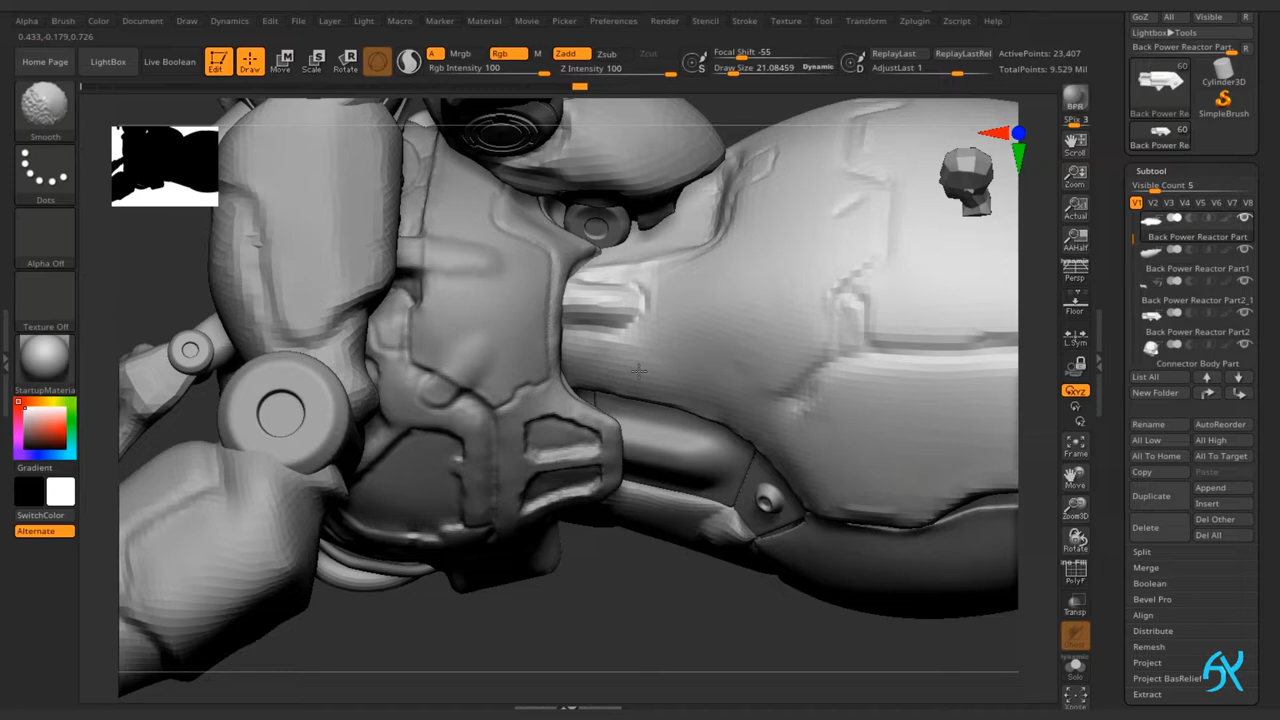 Alpha Brush Color Document Draw Dynamics Edit File Layer Light Macro Marker Material Movie Picker Preferences Render Stencil Stroke Texture Tool Transform Zplugin Zscript Help
0.433,-0.179,0.726
Home Page
LightBox
Live Boolean
Edit
Draw
Move
Scale
Rotate
A Mrgb Rgb M Zadd Zsub Zcut
Rgb Intensity 100 Z Intensity 100
S
Focal Shift -55
Draw Size 21.08459 Dynamic
D
ReplayLast ReplayLastRel
AdjustLast 1
ActivePoints: 23,407
TotalPoints: 9.529 Mil
Smooth
Dots
Alpha Off
Texture Off
StartupMateria
Gradient
SwitchColor
Alternate
BPR
SPix 3
Scroll
Zoom
Actual
AAHalf
Dynamic
Persp
Floor
L.Sym
XYZ
Frame
Move
Zoom3D
Rotate
PolyF
Transp
Ghost
Dynamic
Solo
Xpose
GoZ All Visible R
Lightbox▶Tools
Back Power Reactor Part. R
60
Cylinder3D
Back Power Re
SimpleBrush
60
Back Power Re
Subtool
Visible Count 5
V1 V2 V3 V4 V5 V6 V7 V8
Back Power Reactor Part
Back Power Reactor Part1
Back Power Reactor Part2_1
Back Power Reactor Part2
Connector Body Part
List All
New Folder
Rename AutoReorder
All Low All High
All To Home All To Target
Copy Paste
Duplicate Append
Insert
Delete Del Other
Del All
Split
Merge
Boolean
Bevel Pro
Align
Distribute
Remesh
Project
Project BasRelief
Extract